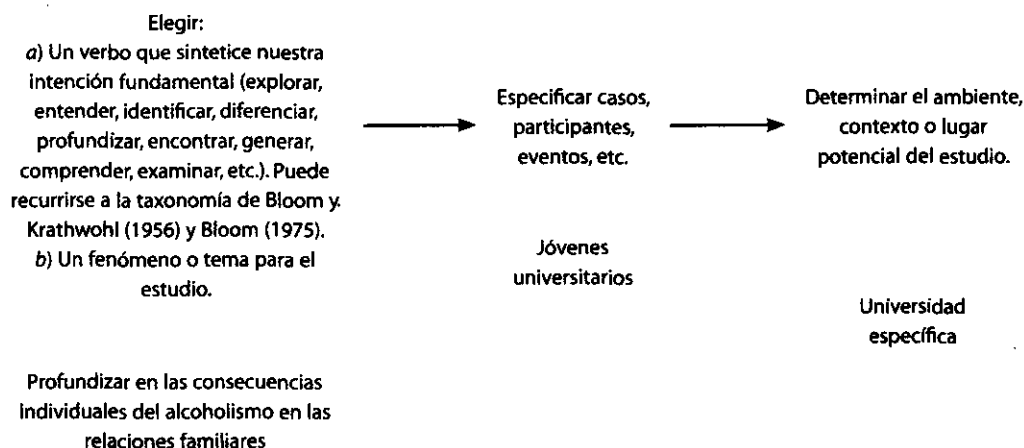 Elegir:
a) Un verbo que sintetice nuestra
intención fundamental (explorar,
entender, identificar, diferenciar,
profundizar, encontrar, generar,
comprender, examinar, etc.). Puede
recurrirse a la taxonomía de Bloom y
Krathwohl (1956) y Bloom (1975).
b) Un fenómeno o tema para el
estudio.
Profundizar en las consecuencias
individuales del alcoholismo en las
relaciones familiares
Especificar casos,
participantes,
eventos, etc.
Jóvenes
universitarios
Determinar el ambiente,
contexto o lugar
potencial del estudio.
Universidad
específica